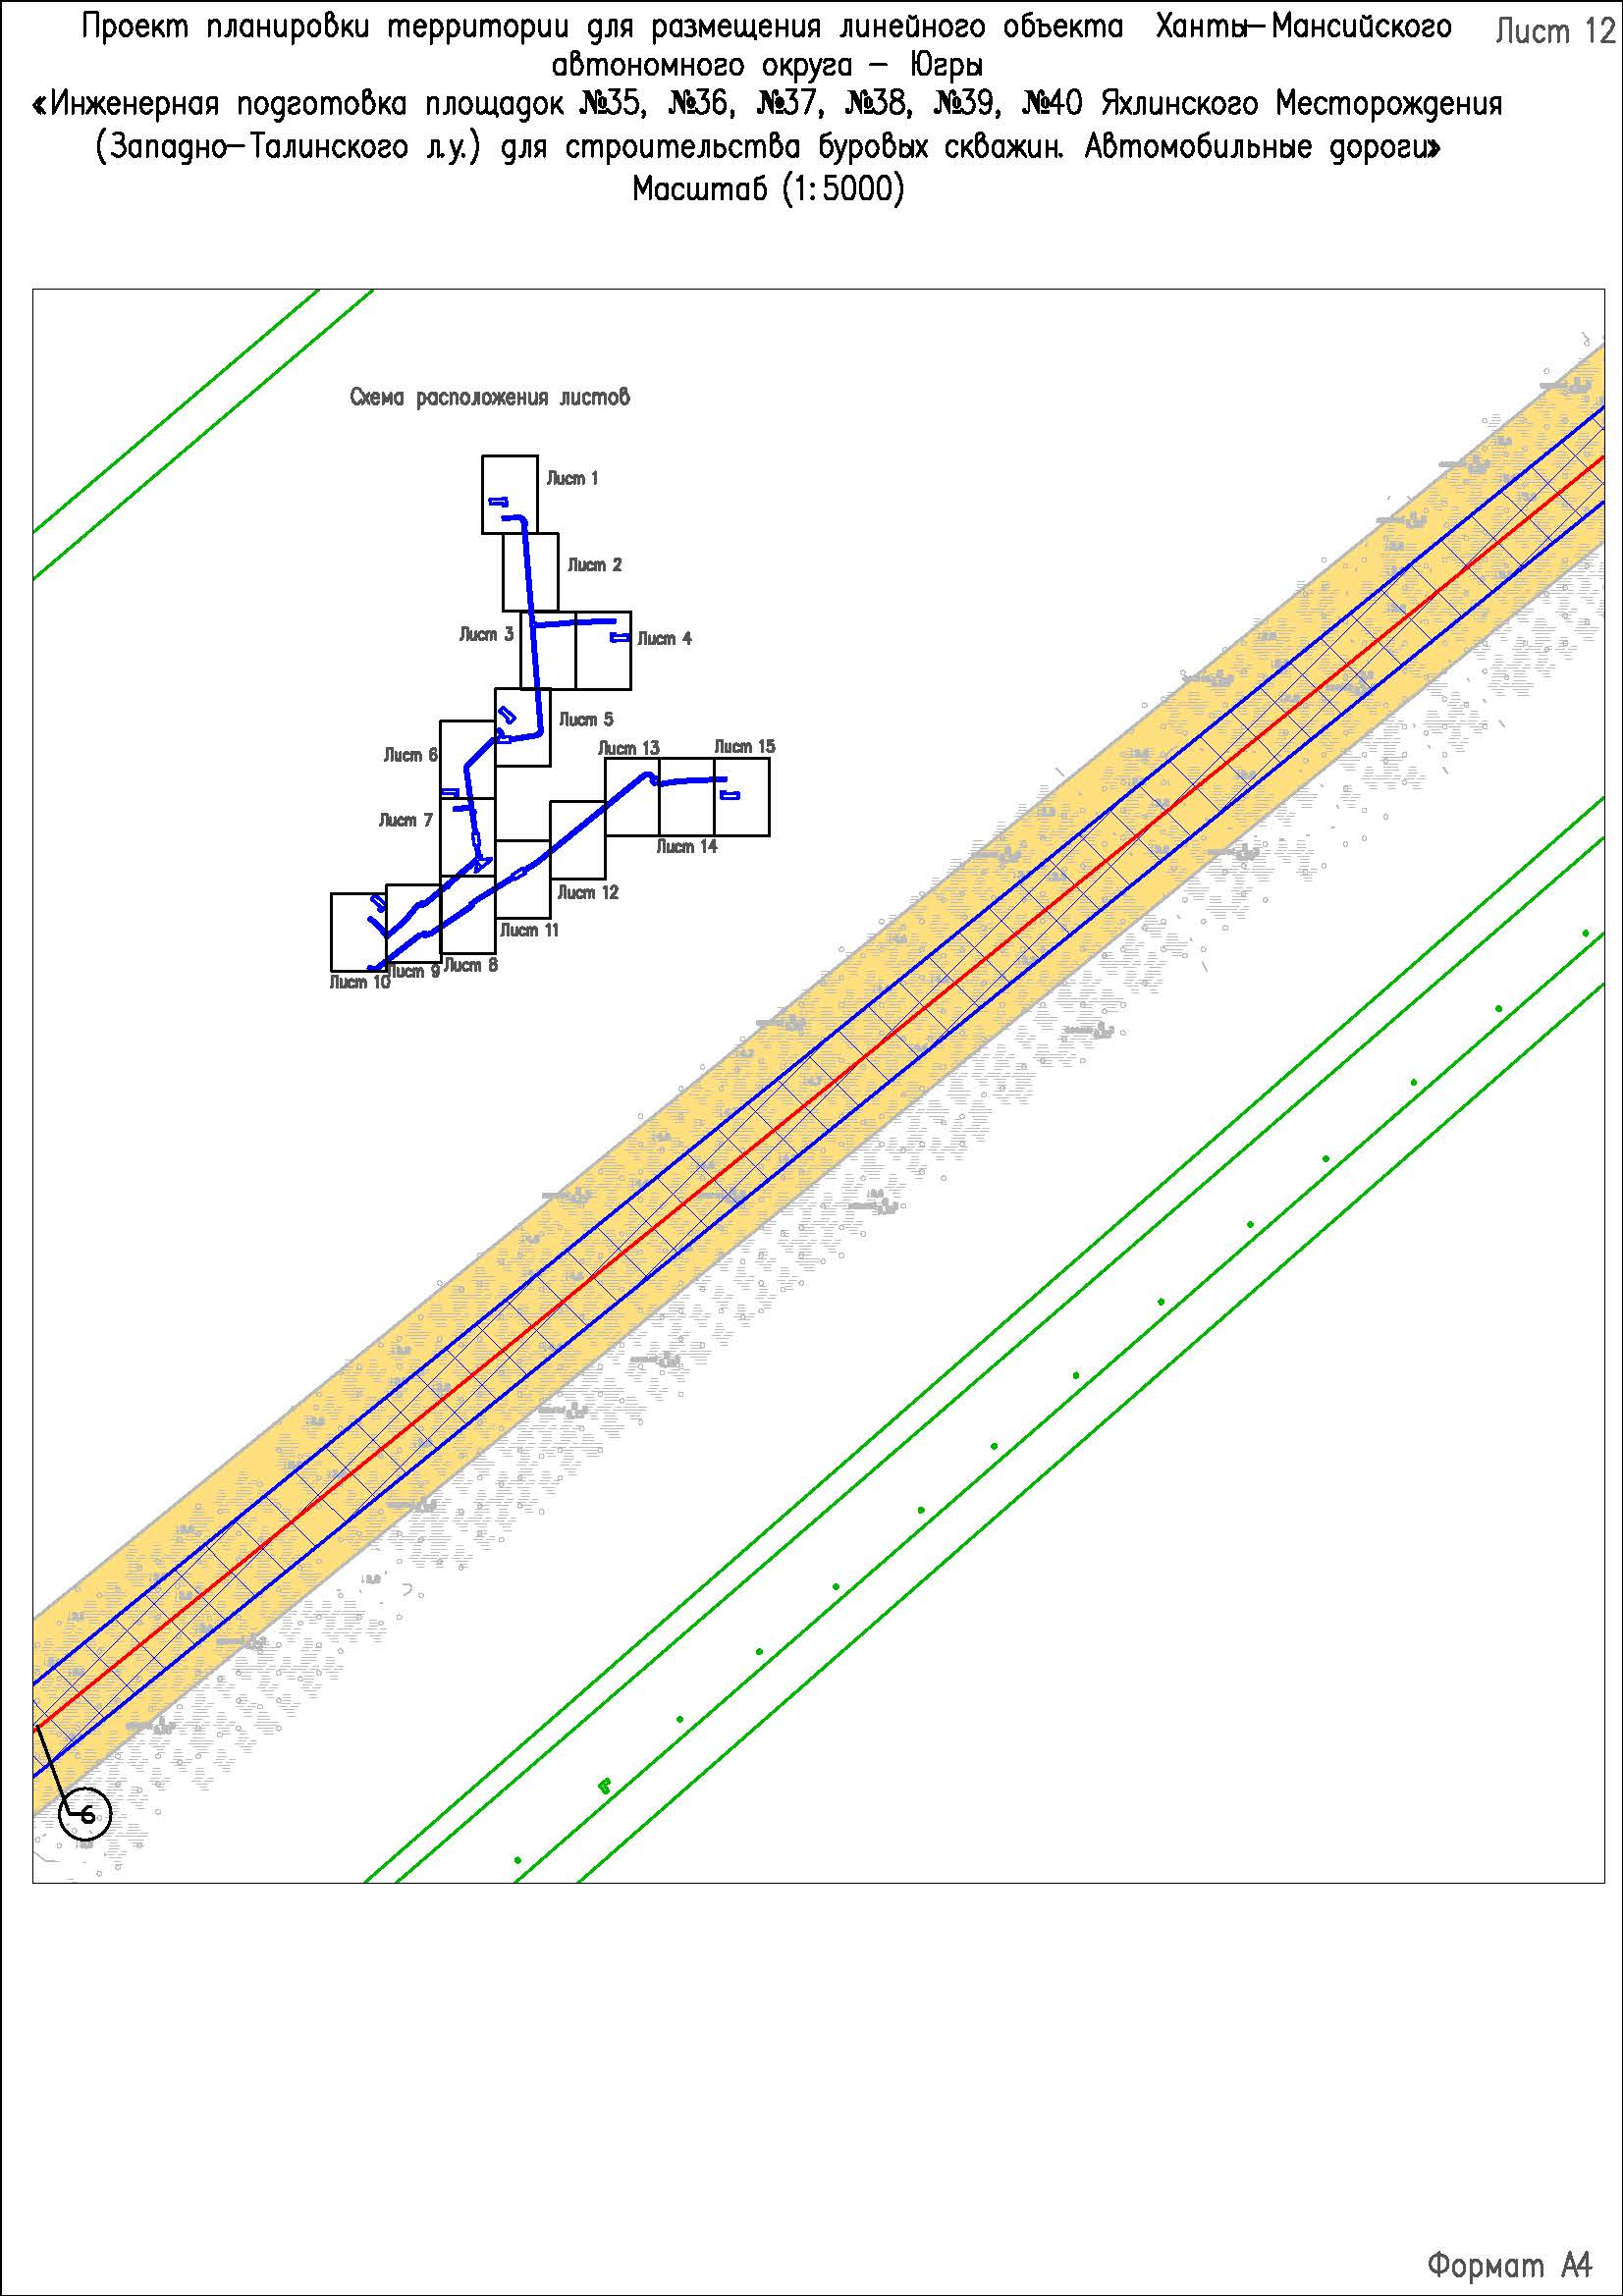 Проект планировки территории для размещения линейного объекта Ханты-Мансийского
Лист 12
автономного округа – Югры
«Инженерная подготовка площадок №35, №36, №37, №38, №39, №40 Яхлинского Месторождения
(Западно-Талинского л.у.) для строительства буровых скважин. Автомобильные дороги»
Масштаб (1:5000)
Схема расположения листов
Лист 1
Лист 2
Лист 3
Лист 4
Лист 5
Лист 6
Лист 13
Лист 15
Лист 7
Лист 14
Лист 12
Лист 11
Лист 8
Лист 9
Лист 10
6
Формат А4